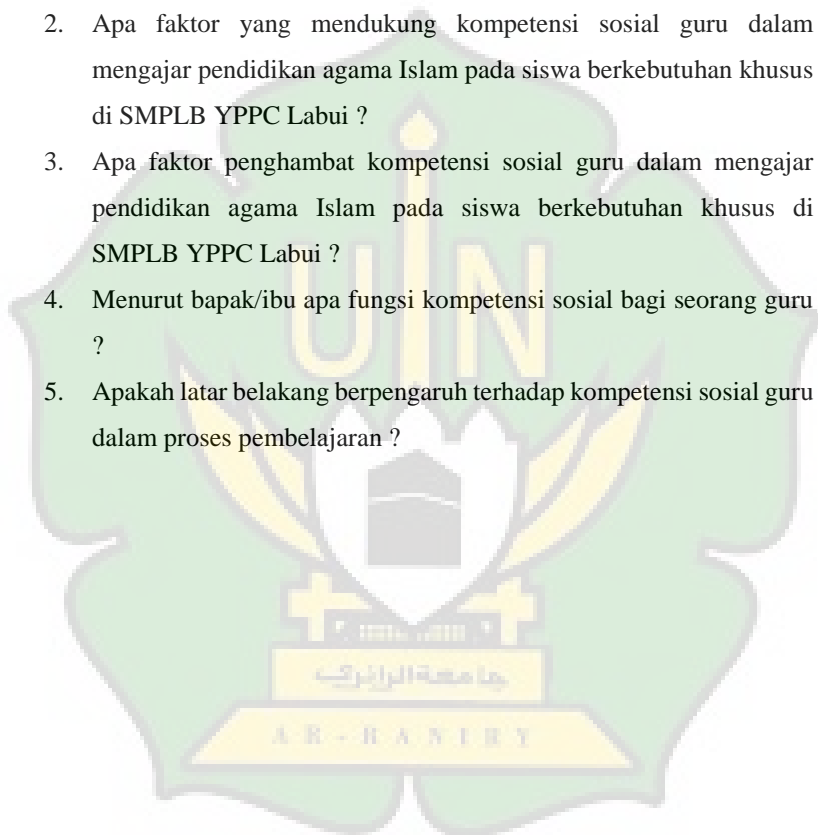 2. Apa faktor yang mendukung kompetensi sosial guru dalam
mengajar pendidikan agama Islam pada siswa berkebutuhan khusus
di SMPLB YPPC Labui ?
3. Apa faktor penghambat kompetensi sosial guru dalam mengajar
pendidikan agama Islam pada siswa berkebutuhan khusus di
SMPLB YPPC Labui ?
4. Menurut bapak/ibu apa fungsi kompetensi sosial bagi seorang guru
?
5. Apakah latar belakang berpengaruh terhadap kompetensi sosial guru
dalam proses pembelajaran ?
UIN
جامعة الرانري
AR-RANIRY